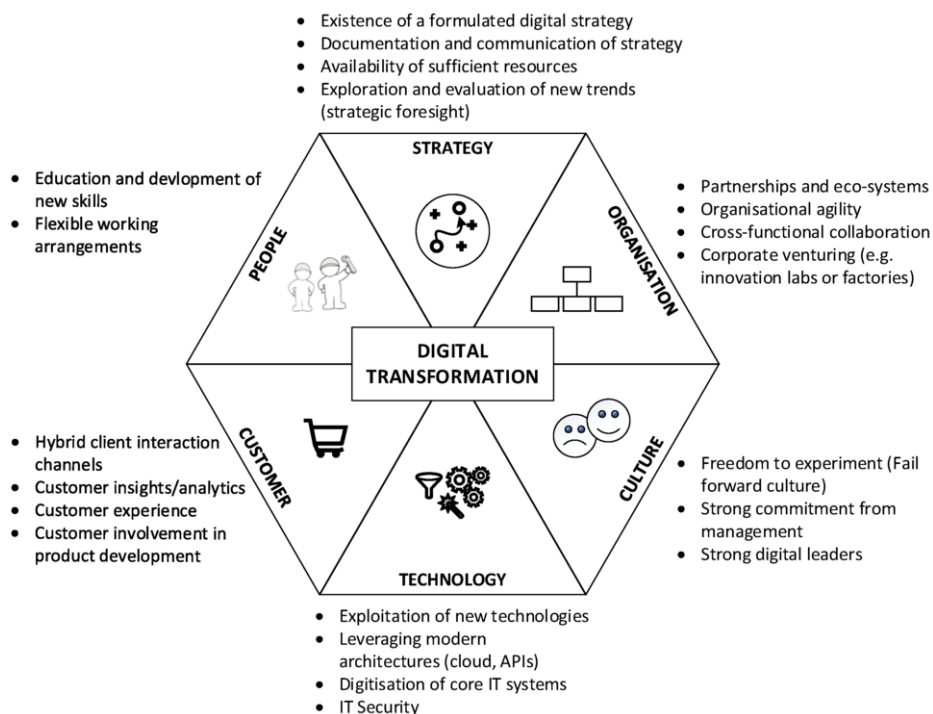 • Existence of a formulated digital strategy
• Documentation and communication of strategy
• Availability of sufficient resources
• Exploration and evaluation of new trends
(strategic foresight)
STRATEGY
• Education and devlopment of
new skills
• Flexible working
arrangements
PEOPLE
• Partnerships and eco-systems
• Organisational agility
• Cross-functional collaboration
• Corporate venturing (e.g.
innovation labs or factories)
ORGANISATION
DIGITAL
TRANSFORMATION
• Hybrid client interaction
channels
• Customer insights/analytics
• Customer experience
• Customer involvement in
product development
CUSTOMER
• Freedom to experiment (Fail
forward culture)
• Strong commitment from
management
• Strong digital leaders
CULTURE
TECHNOLOGY
• Exploitation of new technologies
• Leveraging modern
architectures (cloud, APIs)
• Digitisation of core IT systems
• IT Security